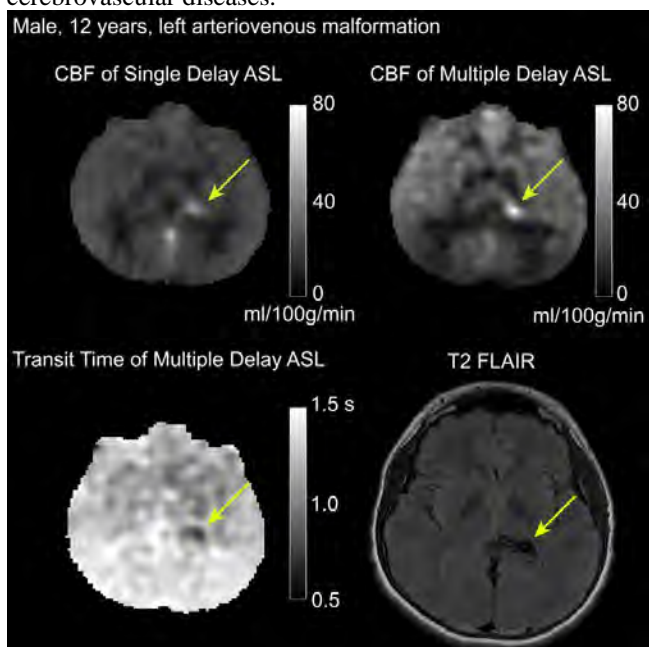 cerebrovascular diseases.
Male, 12 years, left arteriovenous malformation
CBF of Single Delay ASL
CBF of Multiple Delay ASL
80
40
0
ml/100g/min
80
40
0
ml/100g/min
Transit Time of Multiple Delay ASL
T2 FLAIR
1.5 s
1.0
0.5